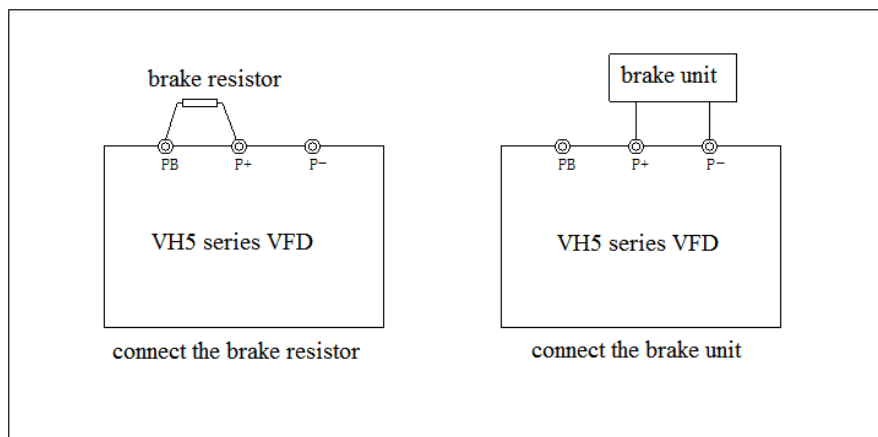 brake resistor
PB P+ P-
VH5 series VFD
connect the brake resistor
brake unit
PB P+ P-
VH5 series VFD
connect the brake unit